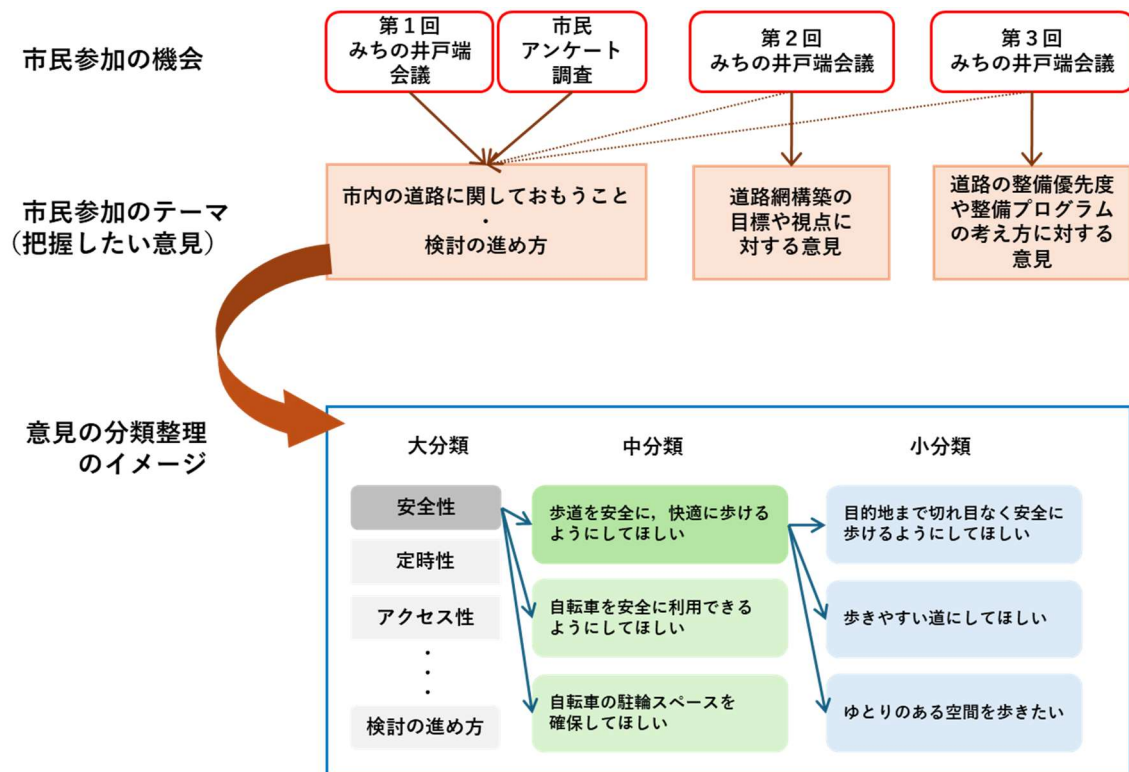 市民参加の機会
第１回
みちの井戸端
会議
市民
アンケート
調査
第２回
みちの井戸端会議
第３回
みちの井戸端会議
市民参加のテーマ
（把握したい意見）
市内の道路に関しておもうこと
・
検討の進め方
道路網構築の
目標や視点に
対する意見
道路の整備優先度
や整備プログラム
の考え方に対する
意見
意見の分類整理
のイメージ
大分類
中分類
小分類
安全性
定時性
アクセス性
・
・
・
検討の進め方
歩道を安全に，快適に歩ける
ようにしてほしい
自転車を安全に利用できる
ようにしてほしい
自転車の駐輪スペースを
確保してほしい
目的地まで切れ目なく安全に
歩けるようにしてほしい
歩きやすい道にしてほしい
ゆとりのある空間を歩きたい